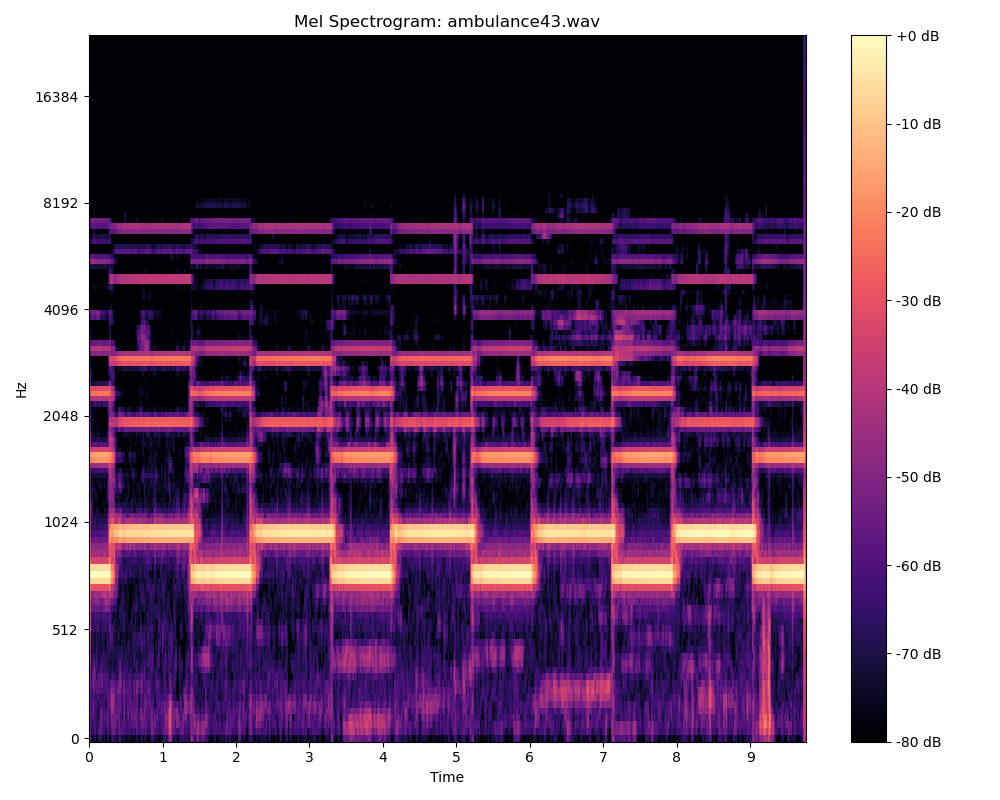 Mel Spectrogram: ambulance43.wav
+0 dB
16384
-10 dB
8192
-20 dB
4096
-30 dB
Hz
-40 dB
2048
-50 dB
1024
-60 dB
512
-70 dB
0
-80 dB
0 1 2 3 4 5 6 7 8 9
Time